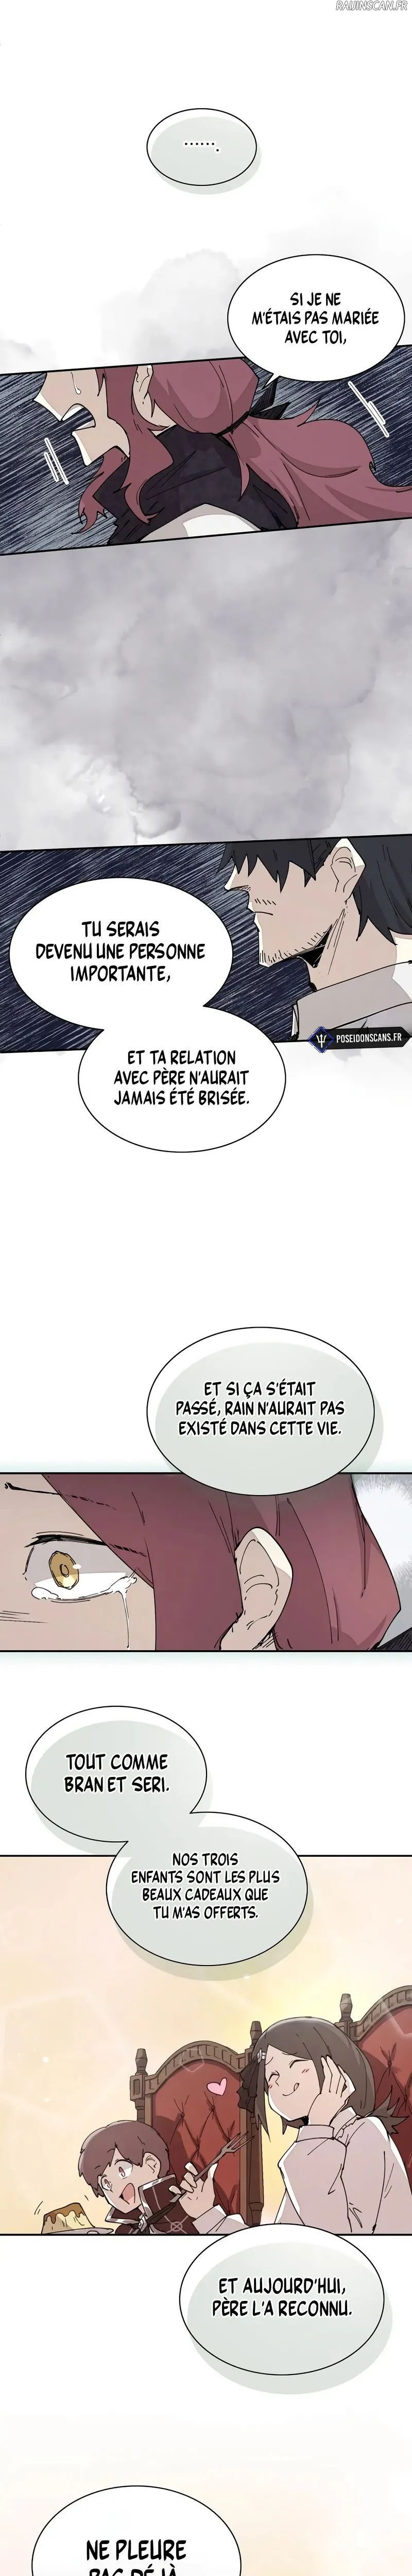 RAIJINSCAN.FR
.......
SI JE NE
M'ÉTAIS PAS MARIÉE
AVEC TOI,
TU SERAIS
DEVENU UNE PERSONNE
IMPORTANTE,
POSEIDONSCANS.FR
ET TA RELATION
AVEC PÈRE N'AURAIT
JAMAIS ÉTÉ BRISÉE.
ET SI ÇA S'ÉTAIT
PASSÉ, RAIN N'AURAIT PAS
EXISTÉ DANS CETTE VIE.
TOUT COMME
BRAN ET SERI.
NOS TROIS
ENFANTS SONT LES PLUS
BEAUX CADEAUX QUE
TU M'AS OFFERTS.
ET AUJOURD'HUI,
PÈRE L'A RECONNU.
NE PLEURE
PAS DÉJÀ